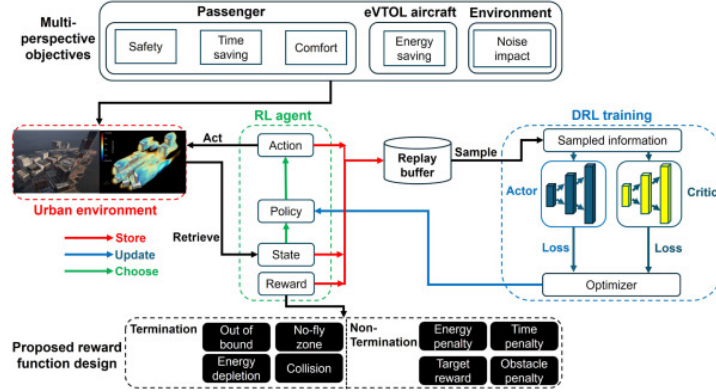 Multi-
perspective
objectives
Passenger
Safety
Time
saving
Comfort
eVTOL aircraft
Energy
saving
Environment
Noise
impact
Urban environment
Act
Retrieve
RL agent
Action
Policy
State
Reward
Replay
buffer
Sample
DRL training
Sampled information
Actor
Critic
Loss
Loss
Optimizer
Store
Update
Choose
Proposed reward
function design
Termination
Out of
bound
No-fly
zone
Energy
depletion
Collision
Non-
Termination
Energy
penalty
Time
penalty
Target
reward
Obstacle
penalty